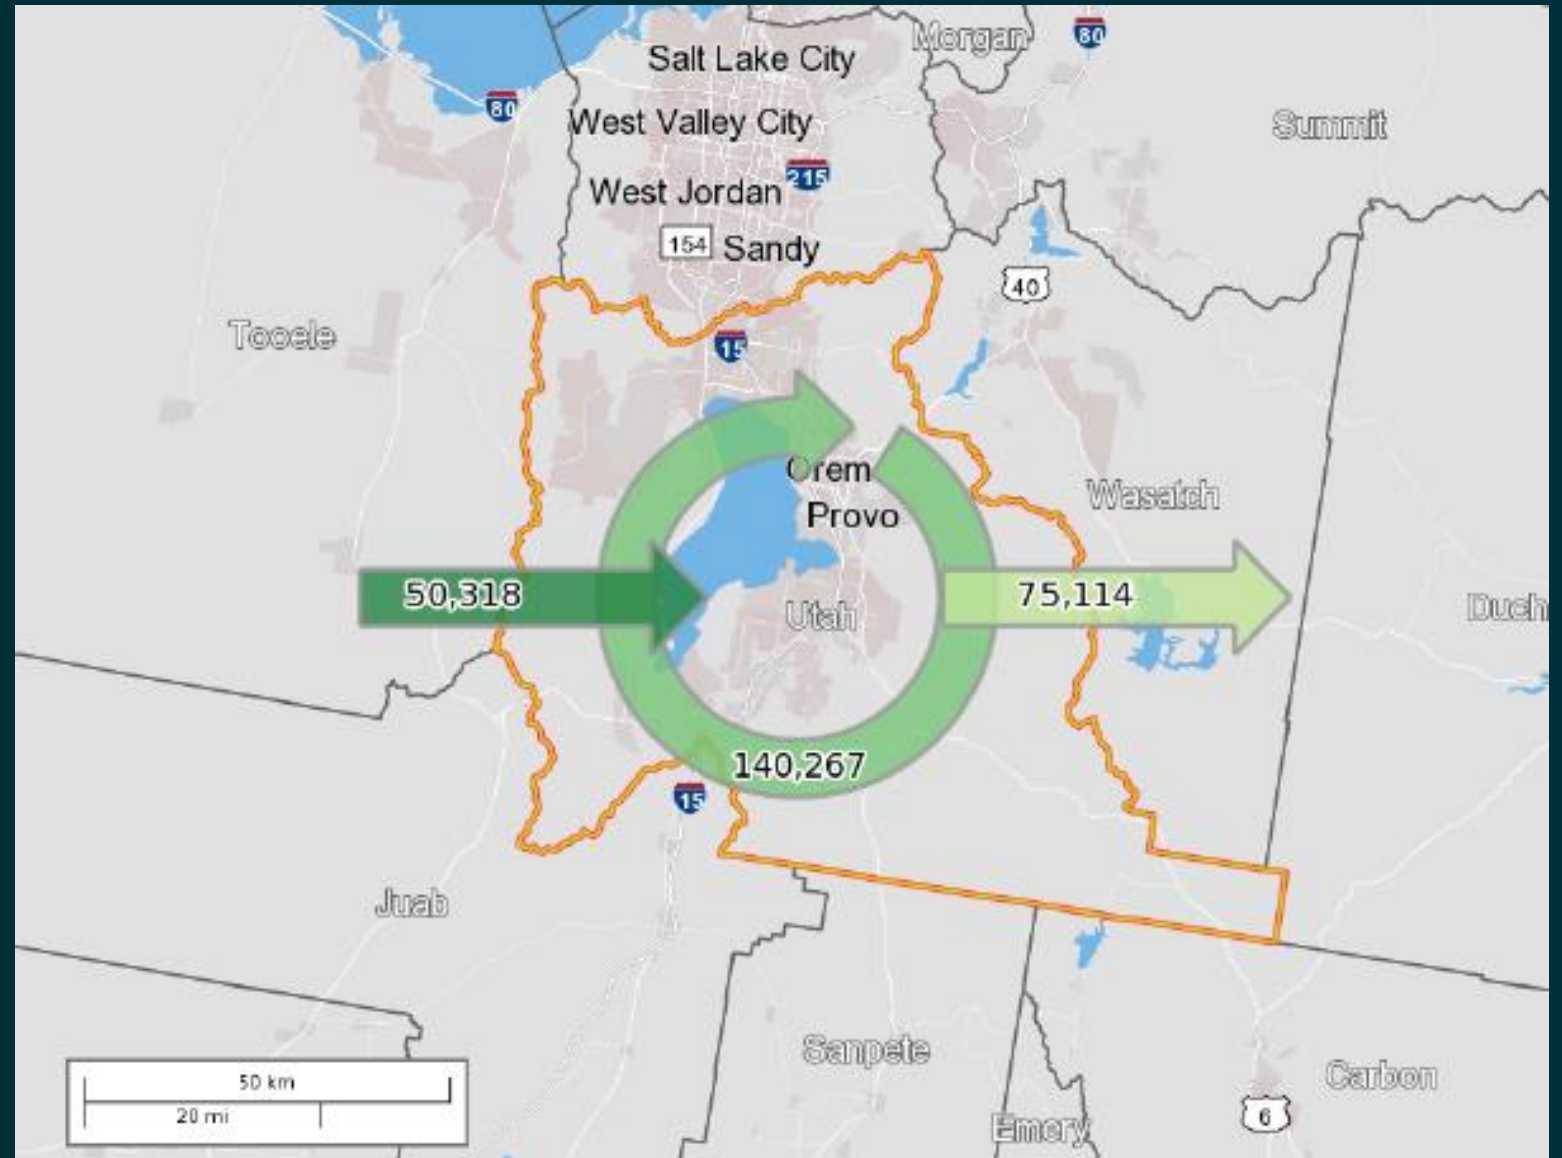 Salt Lake City
Morgan
80
80
West Valley City
Summit
215
West Jordan
154
Sandy
40
Tooele
15
Orem
Wasatch
Provo
50,318
75,114
Utah
Duch
140,267
15
Juab
Sanpete
50 km
20 mi
Carbon
6
Emery